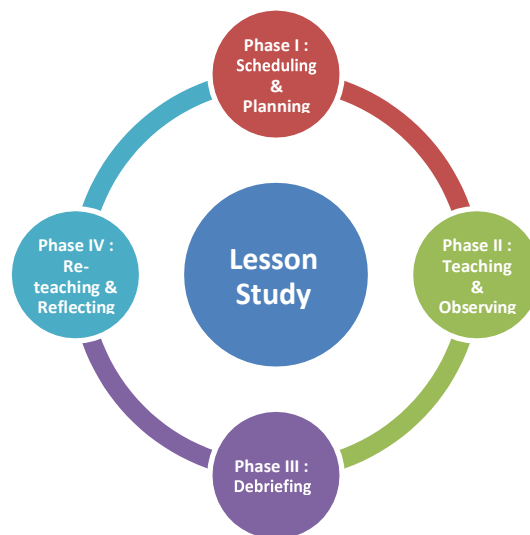 Phase I :
Scheduling
&
Planning
Phase IV :
Re-
teaching &
Reflecting
Lesson
Study
Phase II :
Teaching
&
Observing
Phase III :
Debriefing